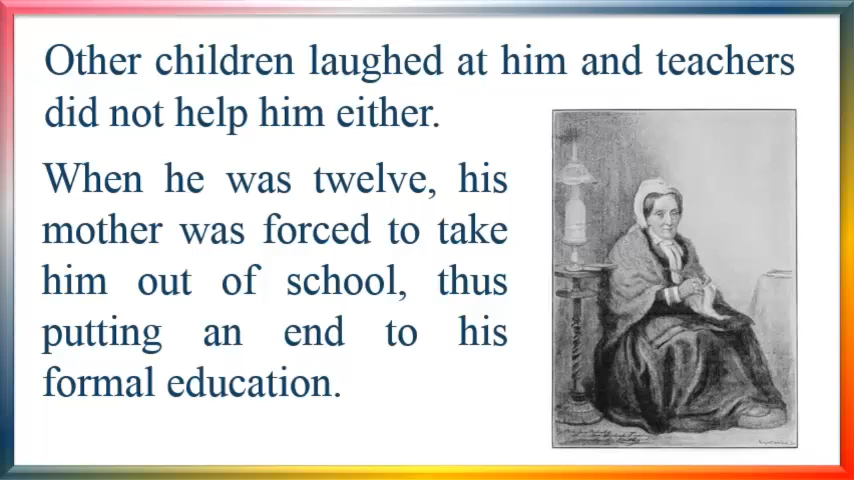 Other children laughed at him and teachers
did not help him either.
When he was twelve, his
mother was forced to take
him out of school, thus
putting an end to his
formal education.